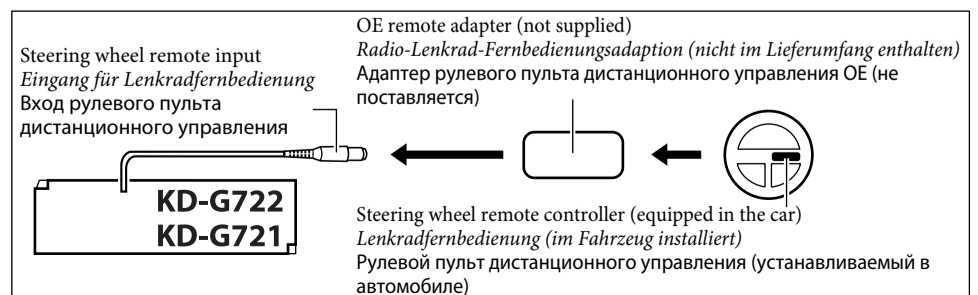 Steering wheel remote input
Eingang für Lenkradfernbedienung
Вход рулевого пульта
дистанционного управления
OE remote adapter (not supplied)
Radio-Lenkrad-Fernbedienungsadaption (nicht im Lieferumfang enthalten)
Адаптер рулевого пульта дистанционного управления OE (не
поставляется)
KD-G722
KD-G721
Steering wheel remote controller (equipped in the car)
Lenkradfernbedienung (im Fahrzeug installiert)
Рулевой пульт дистанционного управления (устанавливаемый в
автомобиле)